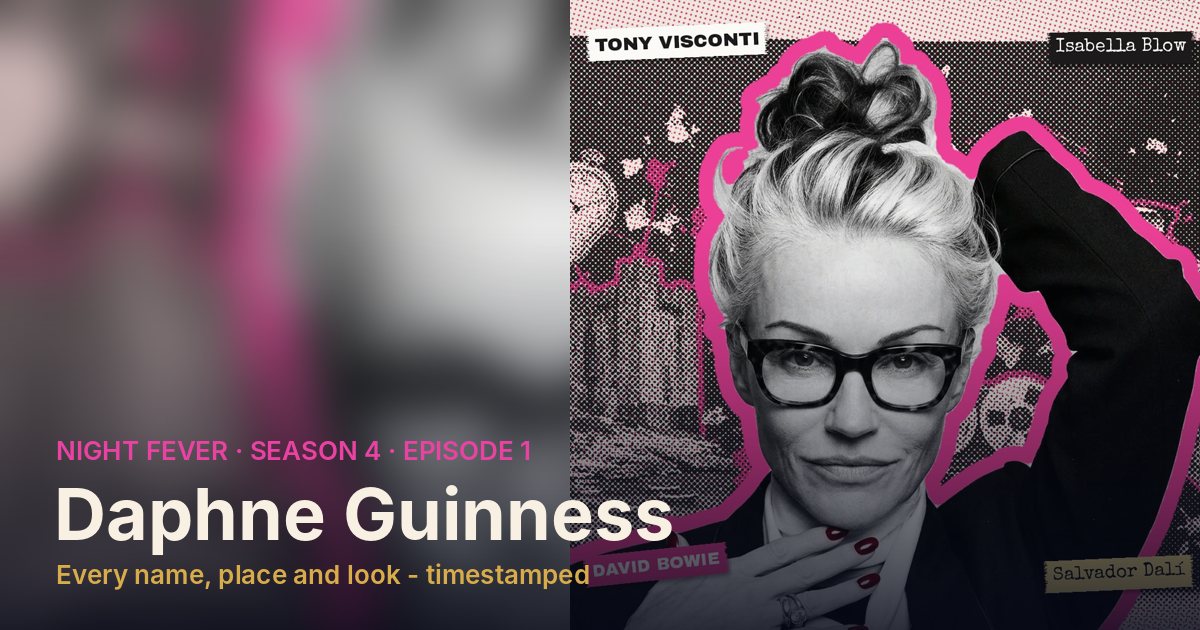 TONY VISCONTI
Isabella Blow
NIGHT FEVER · SEASON 4 · EPISODE 1
Daphne Guinness
Every name, place and look - timestamped
DAVID BOWIE
Salvador Dalí